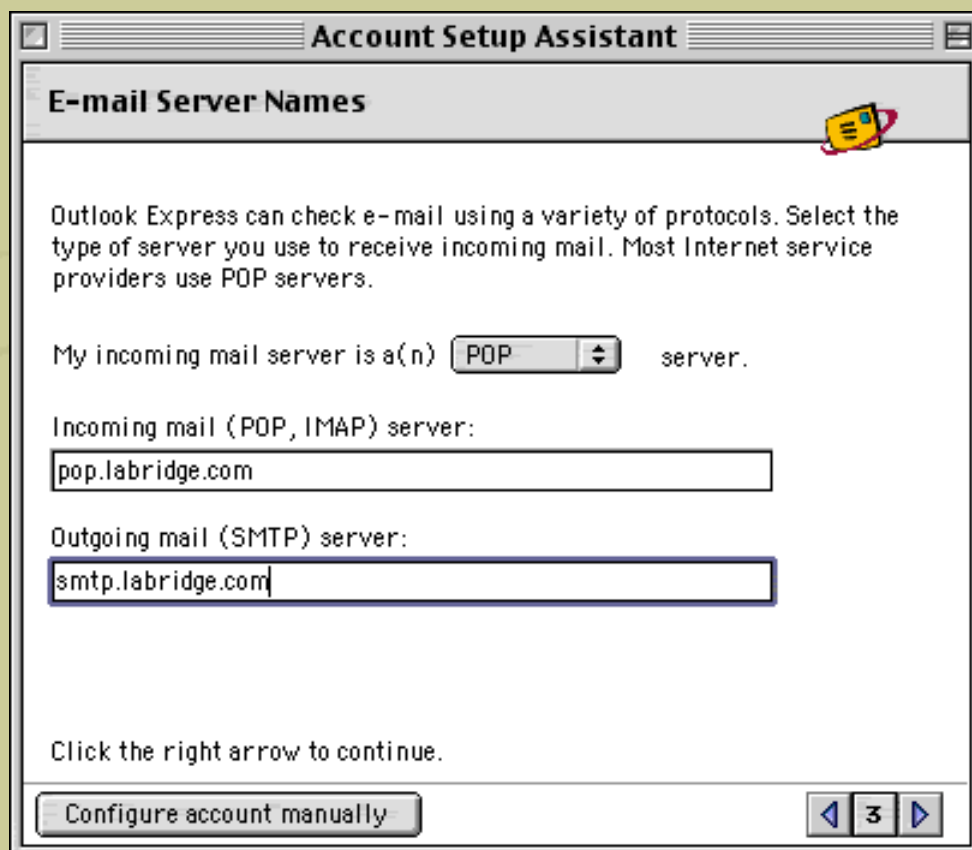 Account Setup Assistant
E-mail Server Names
Outlook Express can check e-mail using a variety of protocols. Select the
type of server you use to receive incoming mail. Most Internet service
providers use POP servers.
My incoming mail server is a(n) POP server.
Incoming mail (POP, IMAP) server:
pop.labridge.com
Outgoing mail (SMTP) server:
smtp.labridge.com
Click the right arrow to continue.
Configure account manually 3